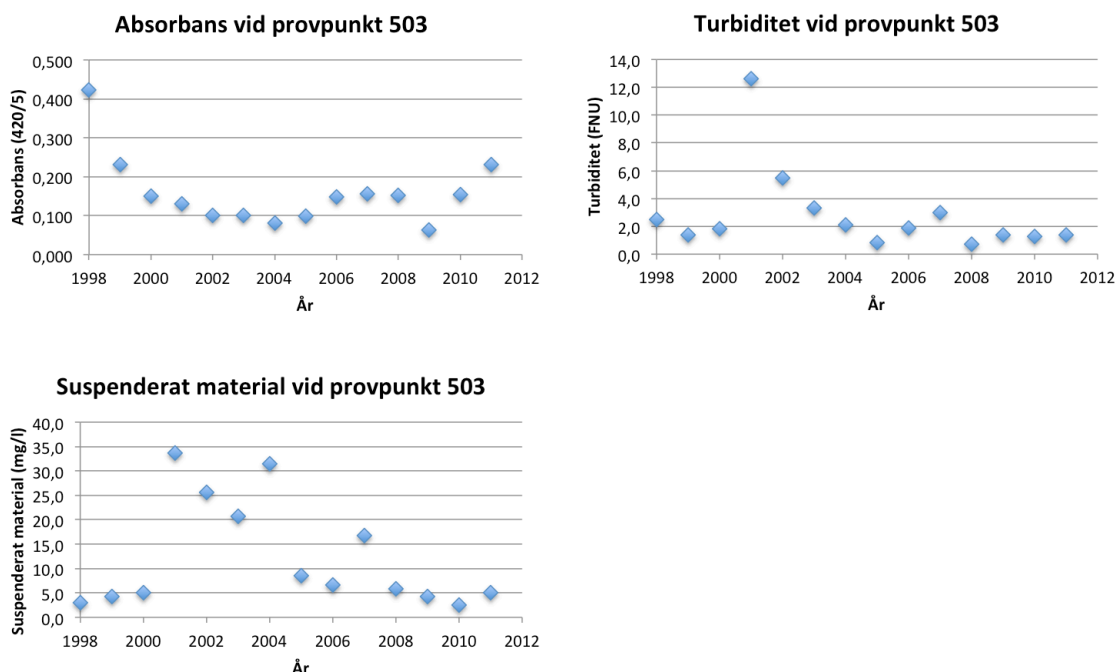 Absorbans vid provpunkt 503
Absorbans (420/5)
0,500
0,400
0,300
0,200
0,100
0,000
1998 2000 2002 2004 2006 2008 2010 2012
År
Turbiditet vid provpunkt 503
Turbiditet (FNU)
14,0
12,0
10,0
8,0
6,0
4,0
2,0
0,0
1998 2000 2002 2004 2006 2008 2010 2012
År
Suspenderat material vid provpunkt 503
Suspenderat material (mg/l)
40,0
35,0
30,0
25,0
20,0
15,0
10,0
5,0
0,0
1998 2000 2002 2004 2006 2008 2010 2012
År